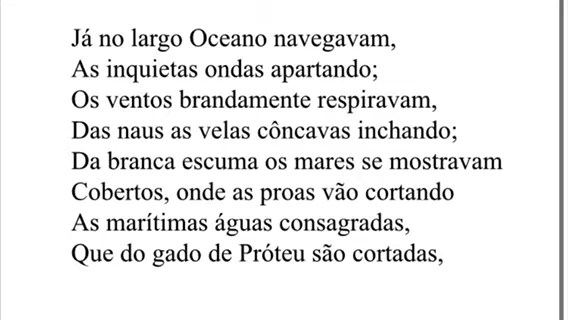 Já no largo Oceano navegavam,
As inquietas ondas apartando;
Os ventos brandamente respiravam,
Das naus as velas côncavas inchando;
Da branca escuma os mares se mostravam
Cobertos, onde as proas vão cortando
As marítimas águas consagradas,
Que do gado de Próteu são cortadas,